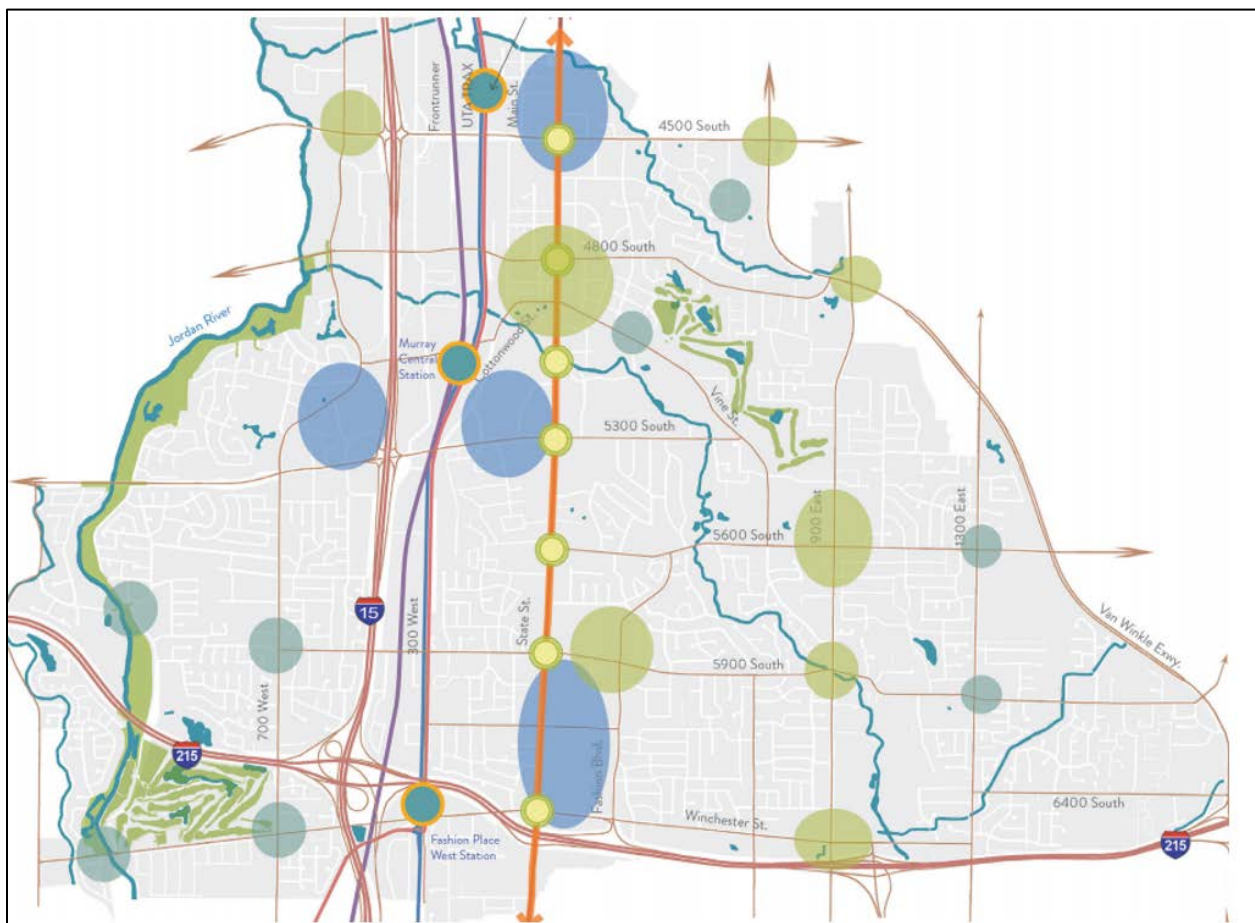 Frontrunner
UTA TRAX
Main St.
4500 South
4800 South
Jordan River
Murray
Central
Station
Cottonwood St.
Vine St.
5300 South
900 East
1300 East
5600 South
15
300 West
State St.
Van Winkle Exwy.
5900 South
700 West
215
Fashion Blvd.
6400 South
Winchester St.
Fashion Place
West Station
215